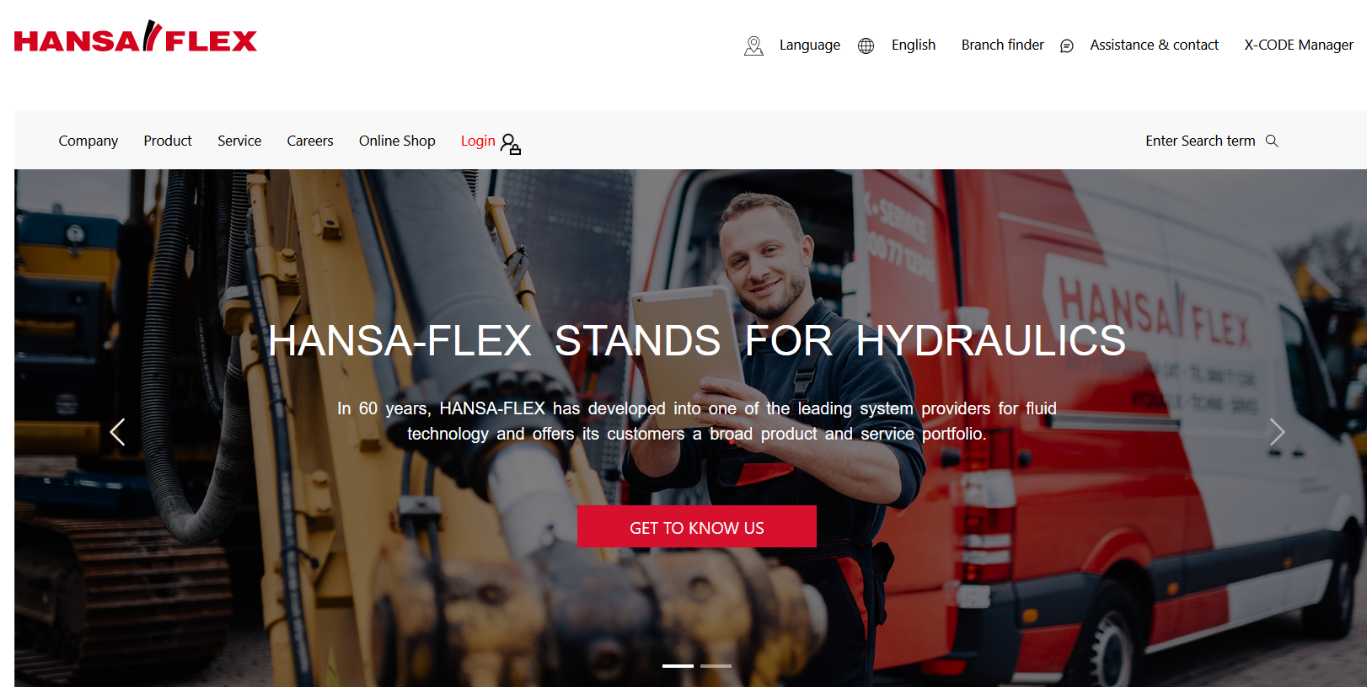 HANSA FLEX
Language English Branch finder Assistance & contact X-CODE Manager
Company Product Service Careers Online Shop Login Enter Search term
HANSA-FLEX STANDS FOR HYDRAULICS
In 60 years, HANSA-FLEX has developed into one of the leading system providers for fluid
technology and offers its customers a broad product and service portfolio.
GET TO KNOW US
HANSA FLEX